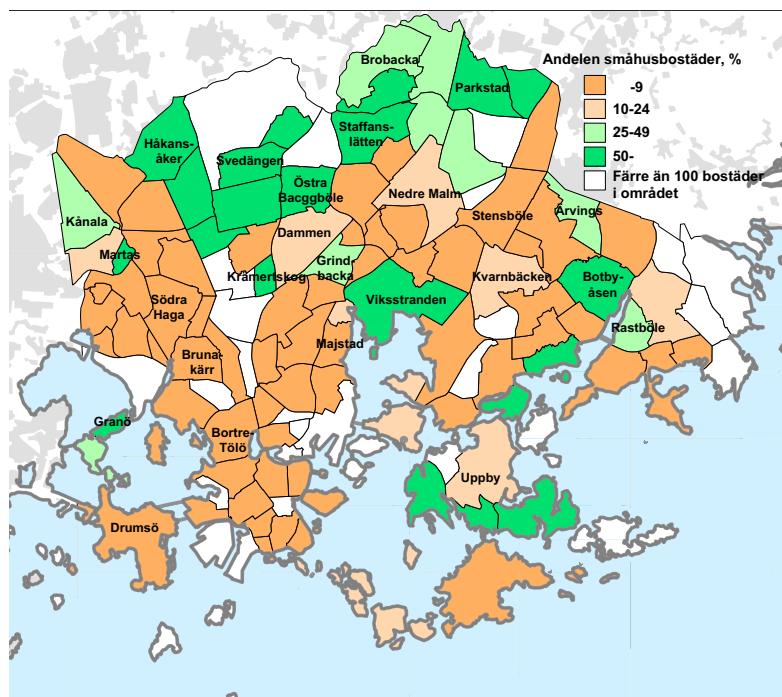 Andelen småhusbostäder, %
-9
10-24
25-49
50-
Färre än 100 bostäder
i området
Brobacka
Parkstad
Staffans-
slätten
Håkans-
åker
Svedängen
Östra
Bacggböle
Nedre Malm
Stensböle
Arvings
Kånala
Dammen
Martas
Krämertskog
Grind-
backa
Kvarnbäcken
Botby-
åsen
Södra
Haga
Viksstranden
Rastböle
Majstad
Bruna-
kärr
Granö
Bortre-
Tölö
Uppby
Drumsö